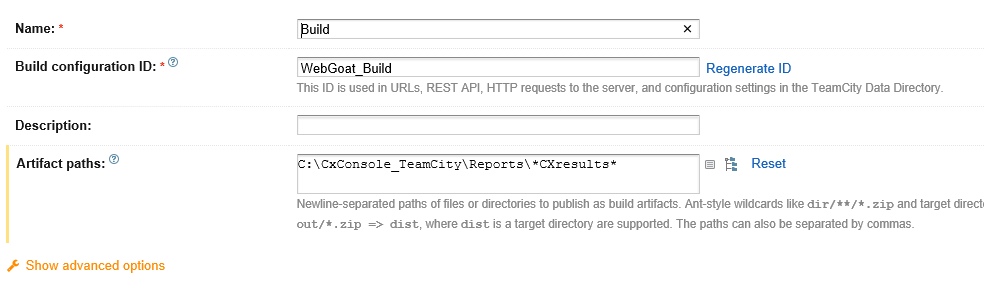 Name: * Build ×
Build configuration ID: * ? WebGoat_Build Regenerate ID
This ID is used in URLs, REST API, HTTP requests to the server, and configuration settings in the TeamCity Data Directory.
Description:
Artifact paths: ? C:\CxConsole_TeamCity\Reports\*CXresults* Reset
Newline-separated paths of files or directories to publish as build artifacts. Ant-style wildcards like dir/**/*.zip and target directo
out/*.zip => dist, where dist is a target directory are supported. The paths can also be separated by commas.
Show advanced options